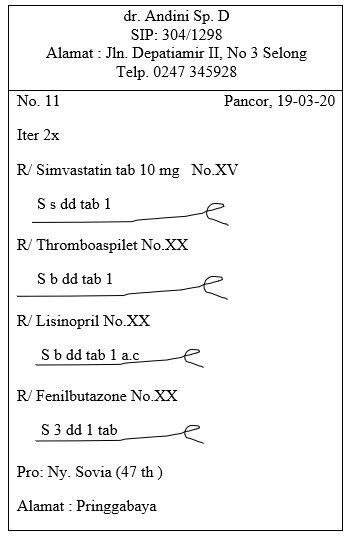 dr. Andini Sp. D
SIP: 304/1298
Alamat : Jln. Depatiamir II, No 3 Selong
Telp. 0247 345928
No. 11 Pancor, 19-03-20
Iter 2x
R/ Simvastatin tab 10 mg No.XV
S s dd tab 1
R/ Thromboaspilet No.XX
S b dd tab 1
R/ Lisinopril No.XX
S b dd tab 1 a.c
R/ Fenilbutazone No.XX
S 3 dd 1 tab
Pro: Ny. Sovia (47 th )
Alamat : Pringgabaya